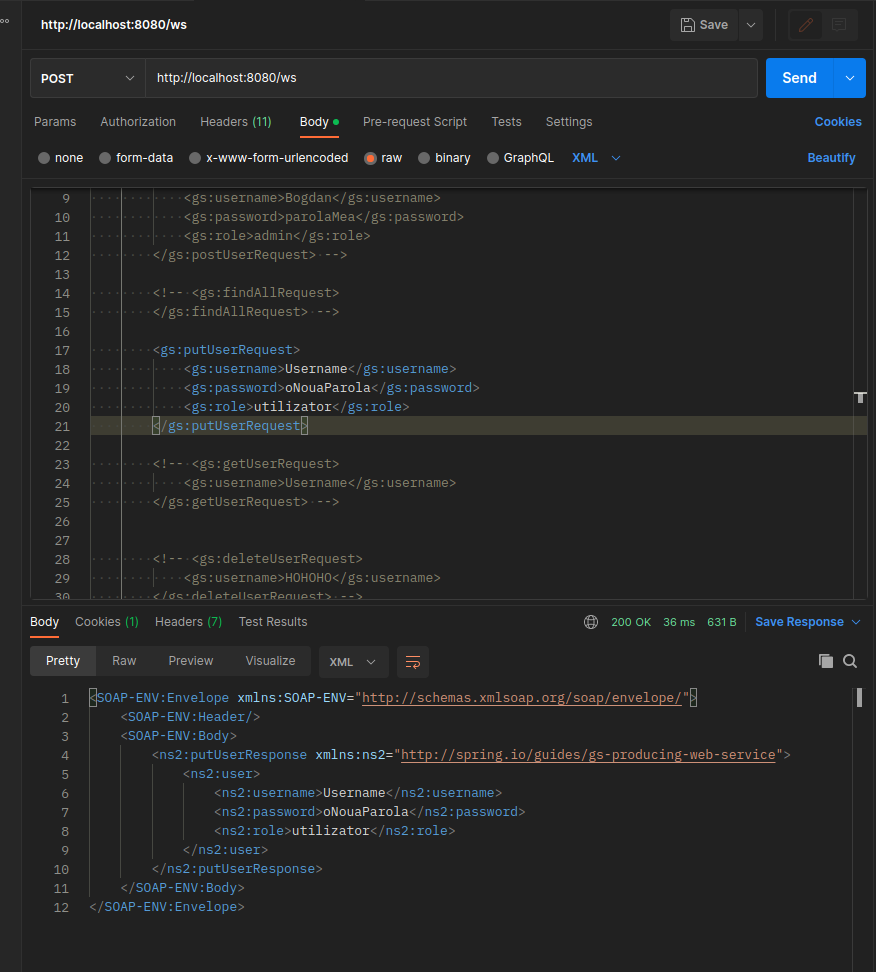 http://localhost:8080/ws
Save
POST
http://localhost:8080/ws
Send
Params Authorization Headers (11) Body Pre-request Script Tests Settings Cookies
none form-data x-www-form-urlencoded raw binary GraphQL XML Beautify
9 <gs:username>Bogdan</gs:username>
10 <gs:password>parolaMea</gs:password>
11 <gs:role>admin</gs:role>
12 </gs:postUserRequest> -->
13
14 <!-- <gs:findAllRequest>
15 </gs:findAllRequest> -->
16
17 <gs:putUserRequest>
18 <gs:username>Username</gs:username>
19 <gs:password>oNouaParola</gs:password>
20 <gs:role>utilizator</gs:role>
21 </gs:putUserRequest>
22
23 <!-- <gs:getUserRequest>
24 <gs:username>Username</gs:username>
25 </gs:getUserRequest> -->
26
27
28 <!-- <gs:deleteUserRequest>
29 <gs:username>HOHOHO</gs:username>
30 </gs:deleteUserRequest> -->
Body Cookies (1) Headers (7) Test Results 200 OK 36 ms 631 B Save Response
Pretty Raw Preview Visualize XML
1 <SOAP-ENV:Envelope xmlns:SOAP-ENV="http://schemas.xmlsoap.org/soap/envelope/">
2 <SOAP-ENV:Header/>
3 <SOAP-ENV:Body>
4 <ns2:putUserResponse xmlns:ns2="http://spring.io/guides/gs-producing-web-service">
5 <ns2:user>
6 <ns2:username>Username</ns2:username>
7 <ns2:password>oNouaParola</ns2:password>
8 <ns2:role>utilizator</ns2:role>
9 </ns2:user>
10 </ns2:putUserResponse>
11 </SOAP-ENV:Body>
12 </SOAP-ENV:Envelope>